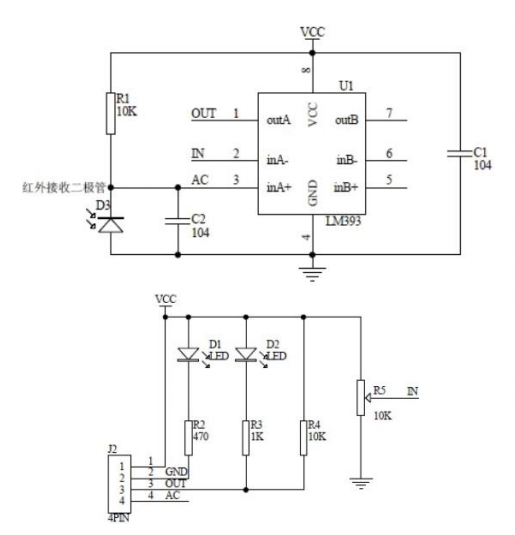 VCC
8
U1
R1
10K
OUT 1 outA VCC outB 7
IN 2 inA- inB- 6
AC 3 inA+ GND inB+ 5
C1
104
红外接收二极管
D3
C2
104
LM393
4
VCC
D1
LED
D2
LED
R5
IN
10K
R2
470
R3
1K
R4
10K
J2
1 1
2 2 GND
3 3 OUT
4 4 AC
4PIN